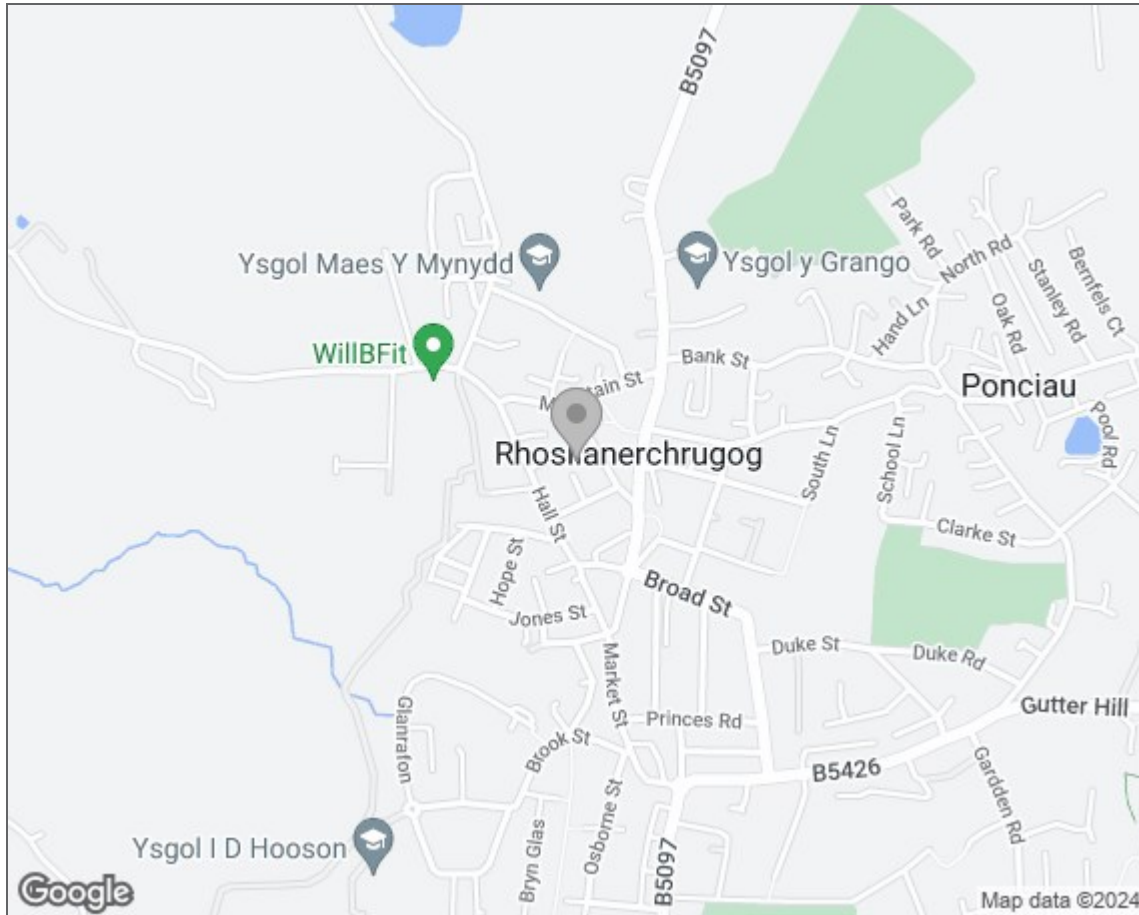 B5097
Park Rd
North Rd
Bernfels Ct
Stanley Rd
Oak Rd
Hand Ln
Ysgol Maes Y Mynydd
Ysgol y Grango
WillBFit
Bank St
Ponciau
Pool Rd
School Ln
South Ln
Hall St
Clarke St
Hope St
Broad St
Jones St
Duke St
Duke Rd
Market St
Glanrafon
Princes Rd
Gutter Hill
Brook St
B5426
Gardden Rd
Osborne St
Bryn Glas
Ysgol I D Hooson
B5097
Google
Map data ©2024